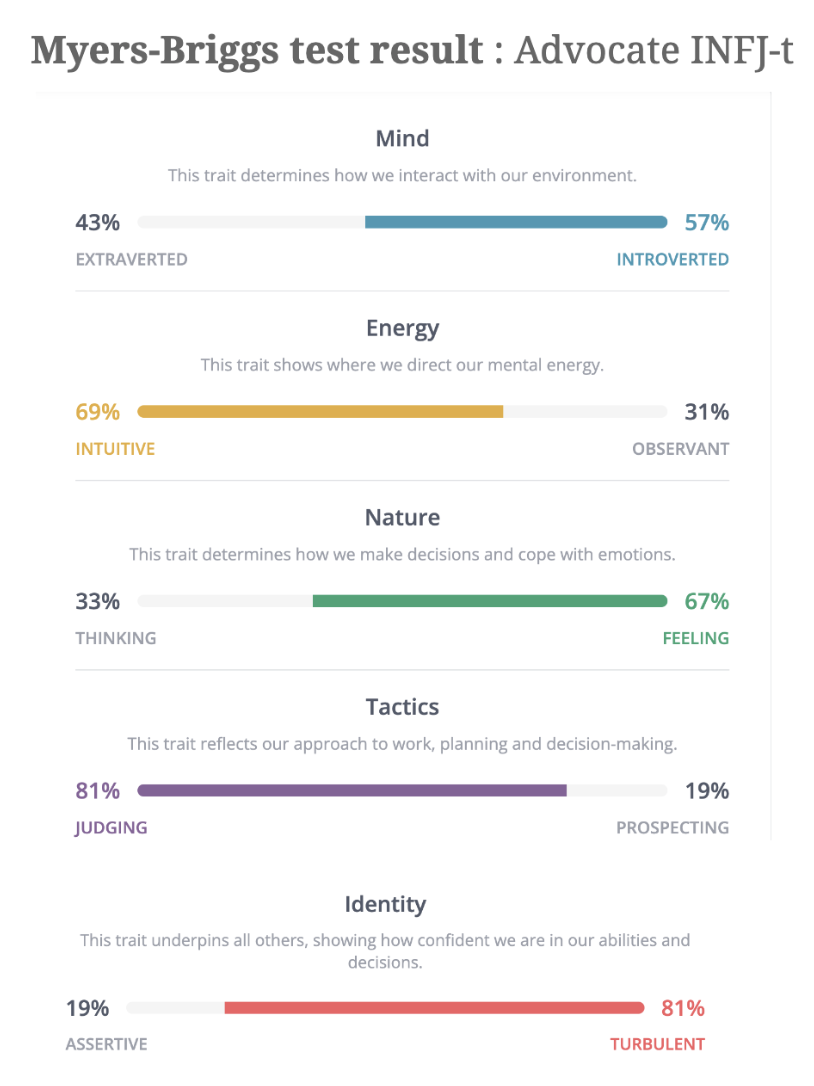 Myers-Briggs test result : Advocate INFJ-t
Mind
This trait determines how we interact with our environment.
43% 57%
EXTRAVERTED INTROVERTED
Energy
This trait shows where we direct our mental energy.
69% 31%
INTUITIVE OBSERVANT
Nature
This trait determines how we make decisions and cope with emotions.
33% 67%
THINKING FEELING
Tactics
This trait reflects our approach to work, planning and decision-making.
81% 19%
JUDGING PROSPECTING
Identity
This trait underpins all others, showing how confident we are in our abilities and
decisions.
19% 81%
ASSERTIVE TURBULENT